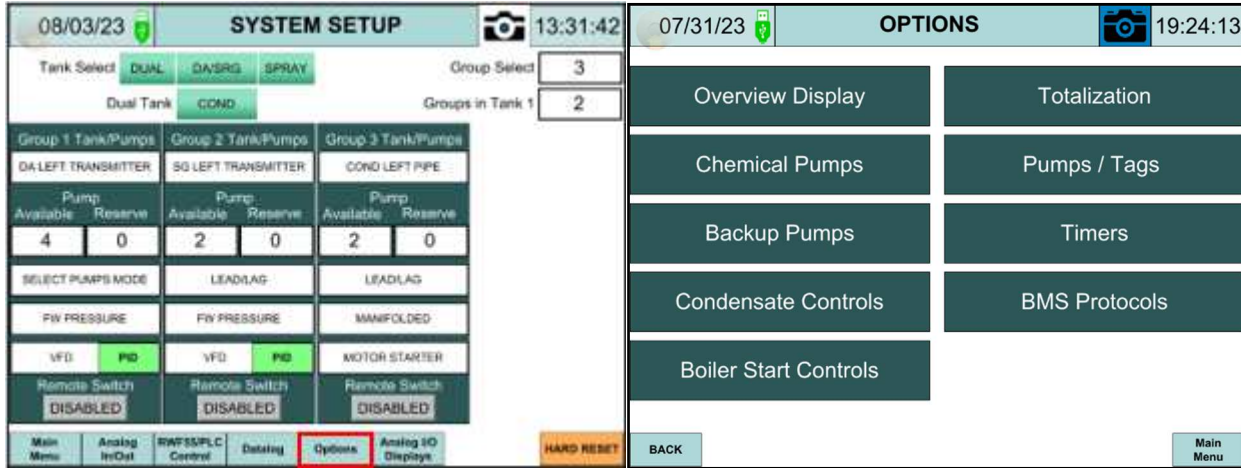 08/03/23 SYSTEM SETUP 13:31:42
Tank Select DUAL DA/SRG SPRAY Group Select 3
Dual Tank COND Groups in Tank 1 2
Group 1 Tank/Pumps Group 2 Tank/Pumps Group 3 Tank/Pumps
DA LEFT TRANSMITTER SG LEFT TRANSMITTER COND LEFT PIPE
Pump Pump Pump
Available Reserve Available Reserve Available Reserve
4 0 2 0 2 0
SELECT PUMPS MODE LEAD/LAG LEAD/LAG
FW PRESSURE FW PRESSURE MANIFOLDED
VFD PID VFD PID MOTOR STARTER
Remote Switch Remote Switch Remote Switch
DISABLED DISABLED DISABLED
Main Menu Analog In/Out RWFSS/PLC Control Datalog Options Analog I/O Displays HARD RESET
07/31/23 OPTIONS 19:24:13
Overview Display Totalization
Chemical Pumps Pumps / Tags
Backup Pumps Timers
Condensate Controls BMS Protocols
Boiler Start Controls
BACK Main Menu